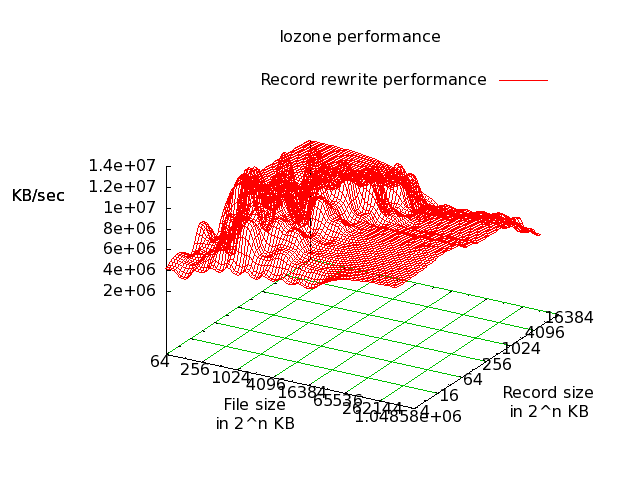 Iozone performance
Record rewrite performance
KB/sec
1.4e+07
1.2e+07
1e+07
8e+06
6e+06
4e+06
2e+06
64
256
1024
4096
16384
65536
262144
1.04858e+06
File size
in 2^n KB
4
16
64
256
1024
4096
16384
Record size
in 2^n KB